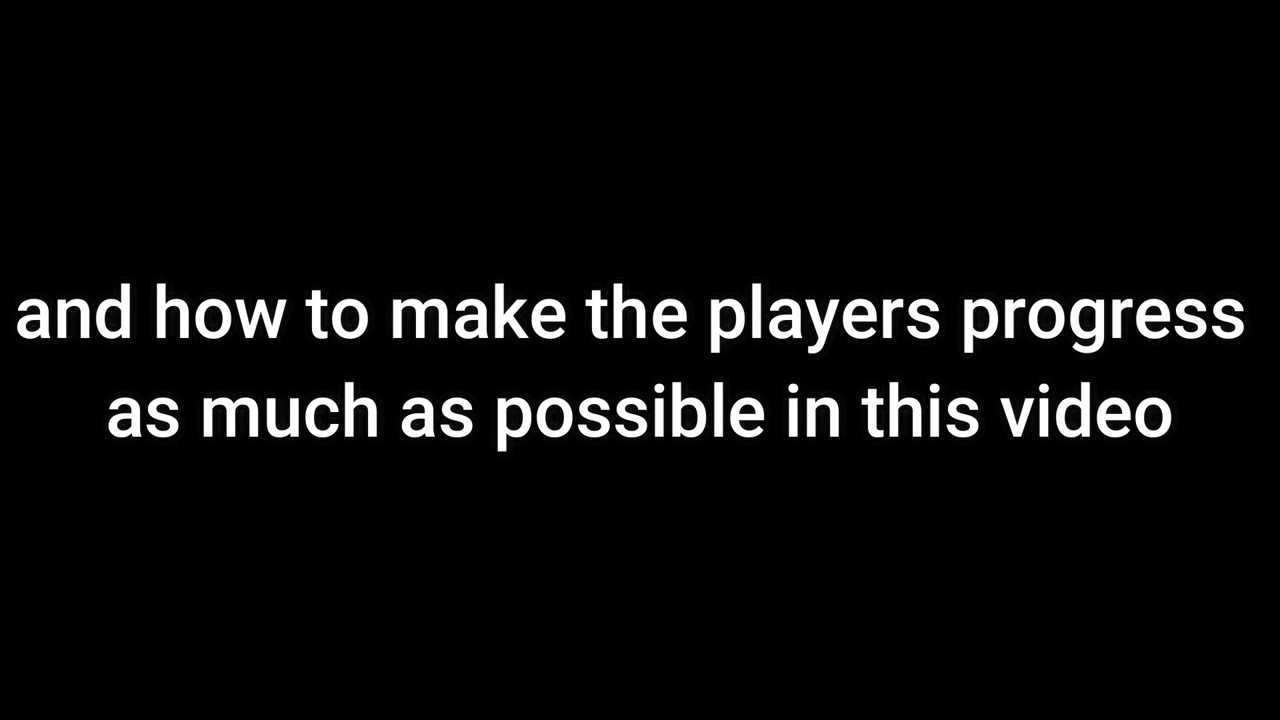 and how to make the players progress
as much as possible in this video